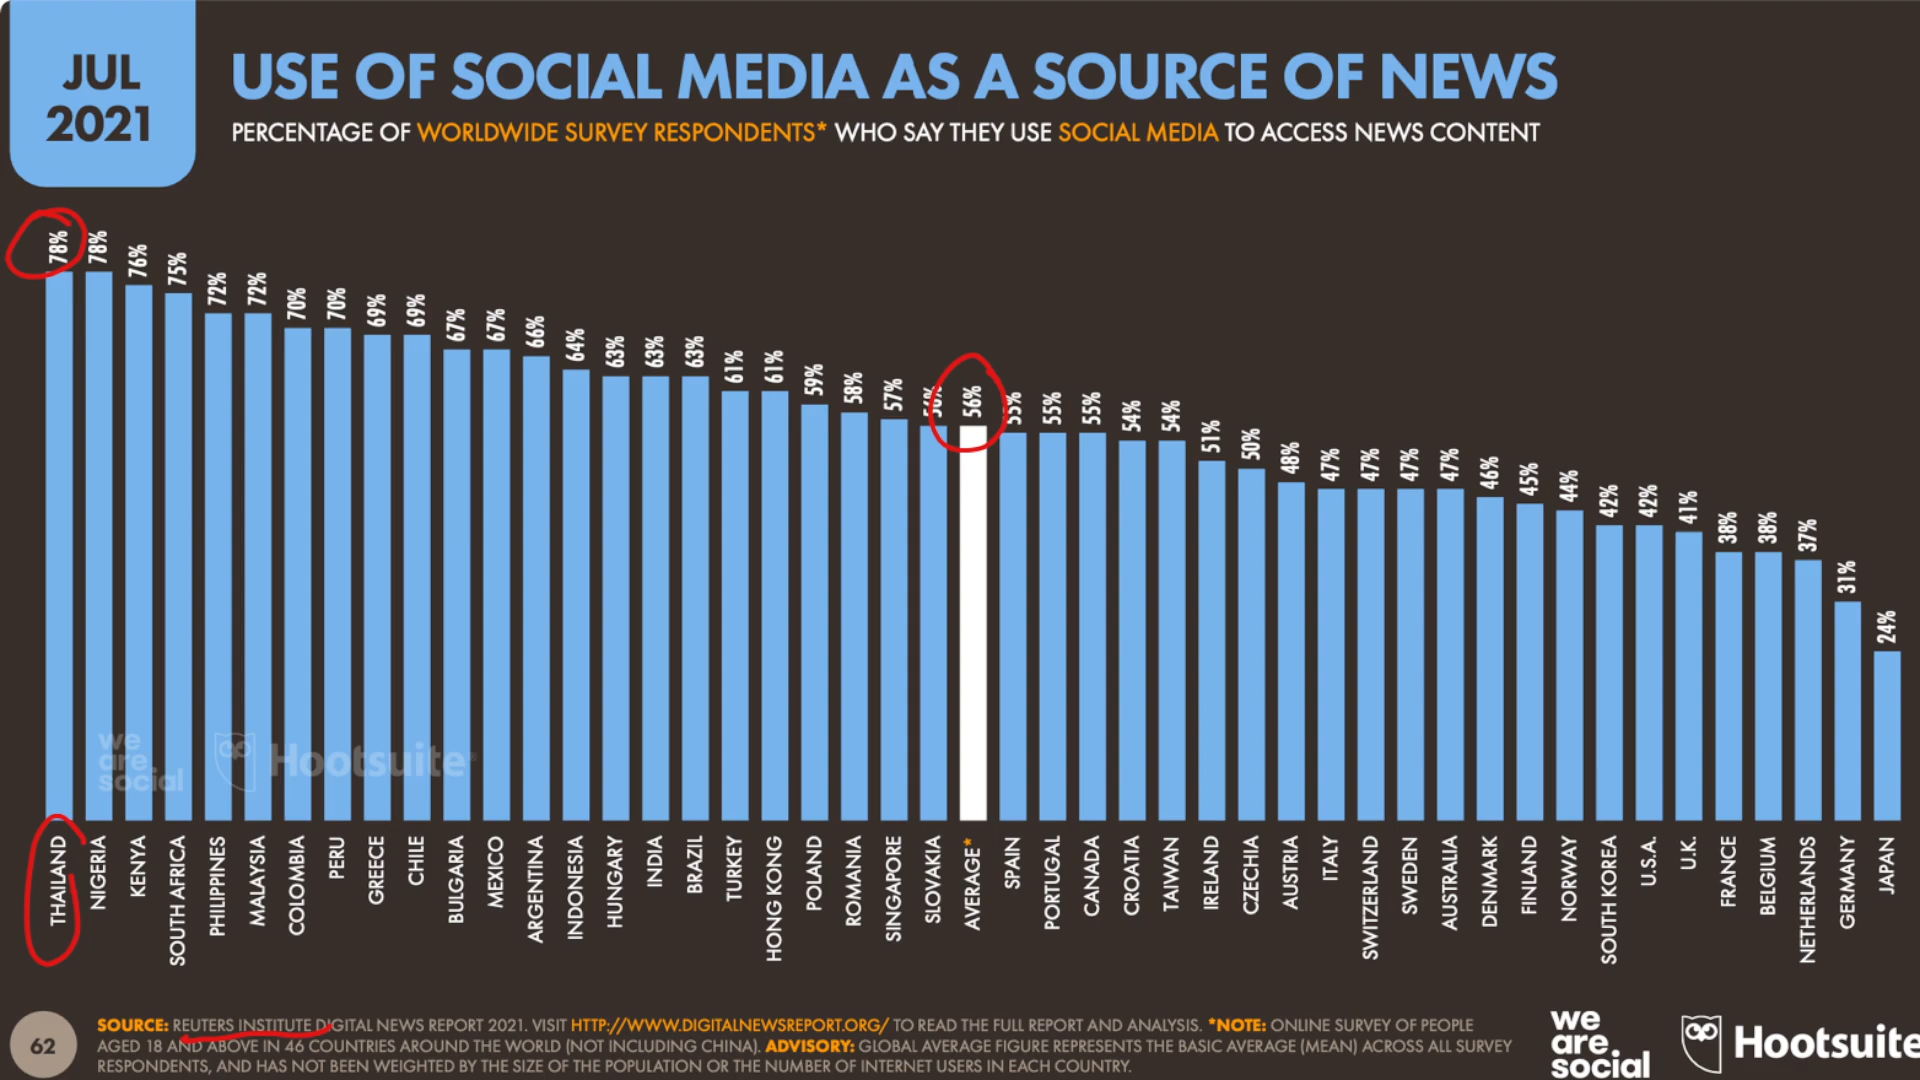 JUL
2021
USE OF SOCIAL MEDIA AS A SOURCE OF NEWS
PERCENTAGE OF WORLDWIDE SURVEY RESPONDENTS* WHO SAY THEY USE SOCIAL MEDIA TO ACCESS NEWS CONTENT
78%
78%
76%
75%
72%
72%
70%
70%
69%
69%
67%
67%
66%
64%
63%
63%
63%
61%
61%
59%
58%
57%
56%
56%
55%
55%
55%
54%
54%
51%
50%
48%
47%
47%
47%
47%
46%
45%
44%
42%
42%
41%
38%
38%
37%
31%
24%
we
are
social
Hootsuite
THAILAND
NIGERIA
KENYA
SOUTH AFRICA
PHILIPPINES
MALAYSIA
COLOMBIA
PERU
GREECE
CHILE
BULGARIA
MEXICO
ARGENTINA
INDONESIA
HUNGARY
INDIA
BRAZIL
TURKEY
HONG KONG
POLAND
ROMANIA
SINGAPORE
SLOVAKIA
AVERAGE*
SPAIN
PORTUGAL
CANADA
CROATIA
TAIWAN
IRELAND
CZECHIA
AUSTRIA
ITALY
SWITZERLAND
SWEDEN
AUSTRALIA
DENMARK
FINLAND
NORWAY
SOUTH KOREA
U.S.A.
U.K.
FRANCE
BELGIUM
NETHERLANDS
GERMANY
JAPAN
62
SOURCE: REUTERS INSTITUTE DIGITAL NEWS REPORT 2021. VISIT HTTP://WWW.DIGITALNEWSREPORT.ORG/ TO READ THE FULL REPORT AND ANALYSIS. *NOTE: ONLINE SURVEY OF PEOPLE
AGED 18 AND ABOVE IN 46 COUNTRIES AROUND THE WORLD (NOT INCLUDING CHINA). ADVISORY: GLOBAL AVERAGE FIGURE REPRESENTS THE BASIC AVERAGE (MEAN) ACROSS ALL SURVEY
RESPONDENTS, AND HAS NOT BEEN WEIGHTED BY THE SIZE OF THE POPULATION OR THE NUMBER OF INTERNET USERS IN EACH COUNTRY.
we
are
social
Hootsuite